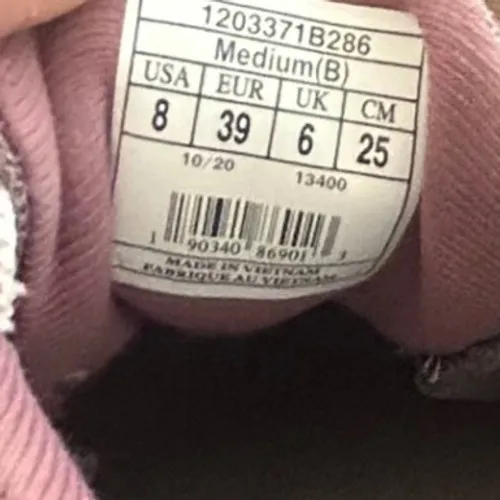 1203371B286
Medium(B)
USA EUR UK CM
8 39 6 25
10/20 13400
1 90340 86901 3
MADE IN VIETNAM
FABRIQUE AU VIETNAM